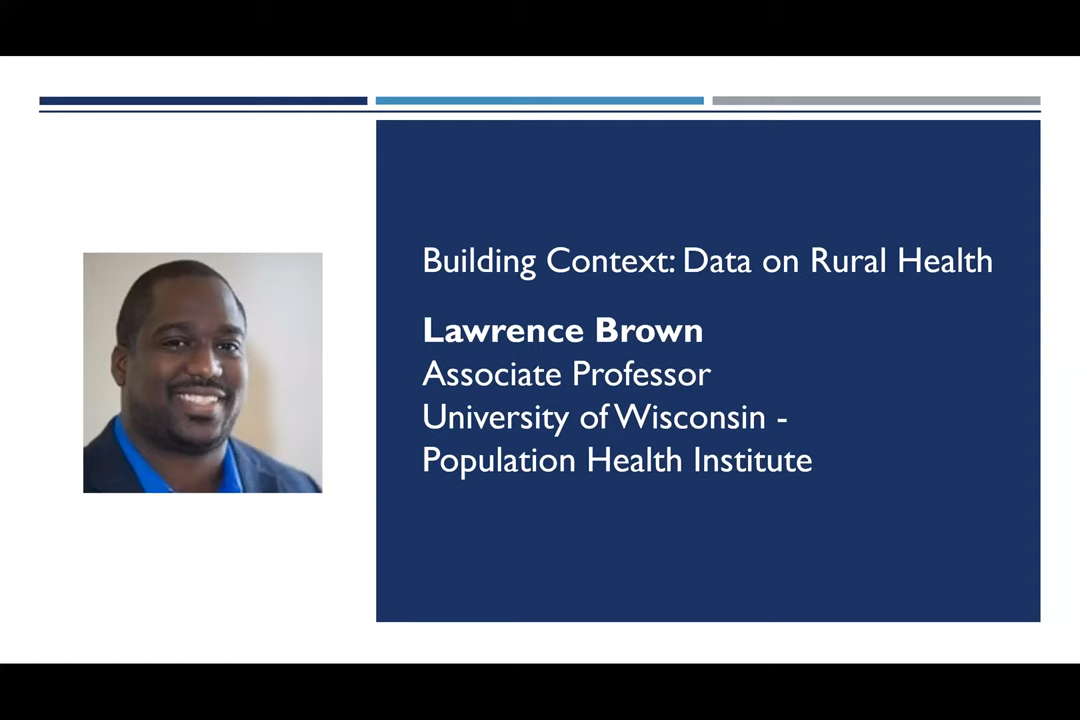 Building Context: Data on Rural Health
Lawrence Brown
Associate Professor
University of Wisconsin -
Population Health Institute